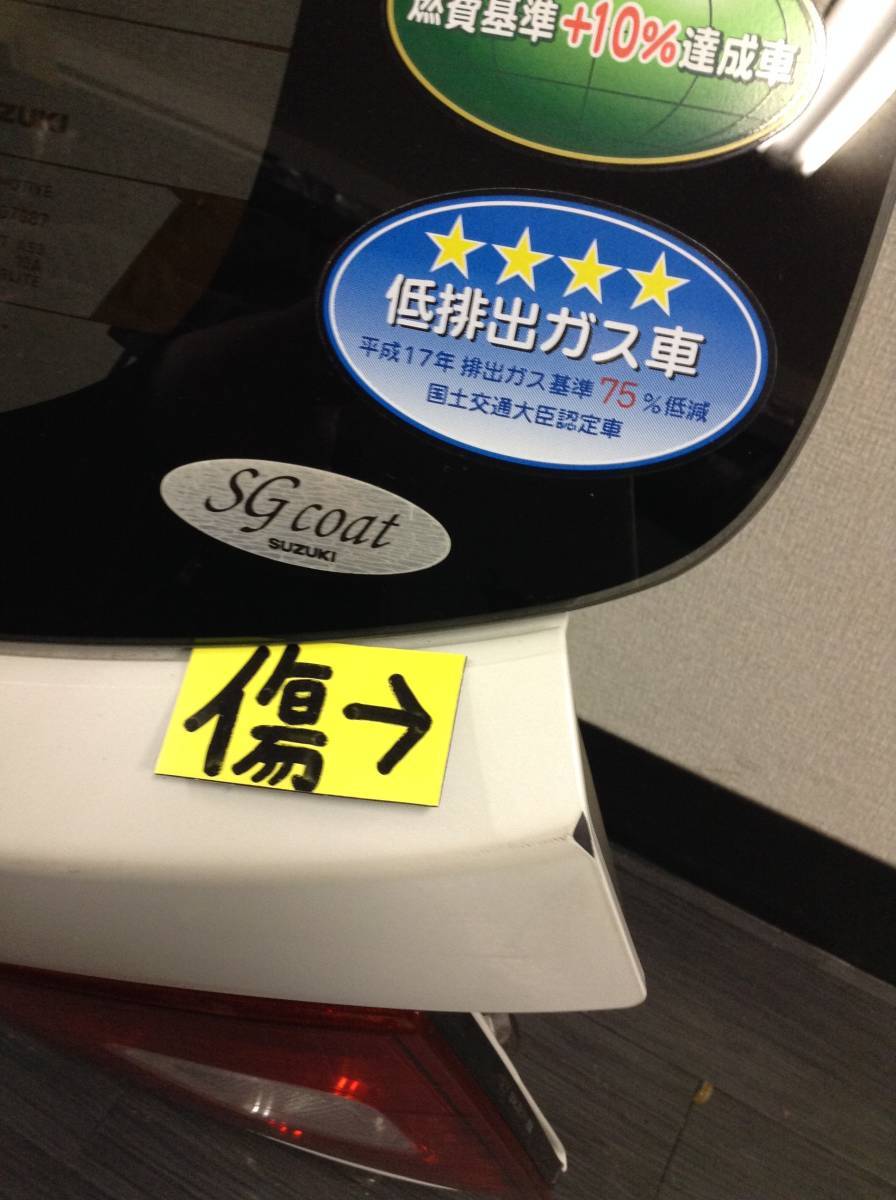 燃費基準+10%達成車
ZUKI
低排出ガス車
平成17年 排出ガス基準 75%低減
国土交通大臣認定車
SG coat
SUZUKI
傷→